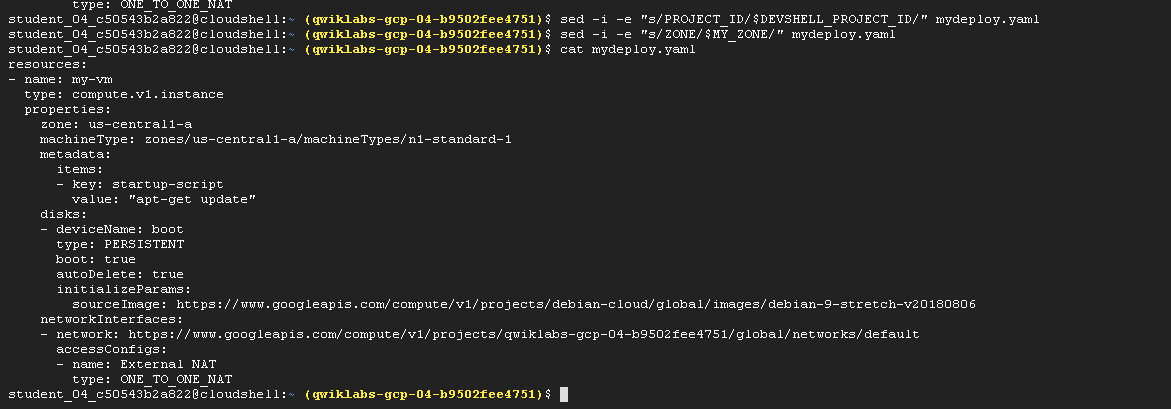 type: ONE_TO_ONE_NAT
student_04_c50543b2a822@cloudshell:~ (qwiklabs-gcp-04-b9502fee4751)$ sed -i -e "s/PROJECT_ID/$DEVSHELL_PROJECT_ID/" mydeploy.yaml
student_04_c50543b2a822@cloudshell:~ (qwiklabs-gcp-04-b9502fee4751)$ sed -i -e "s/ZONE/$MY_ZONE/" mydeploy.yaml
student_04_c50543b2a822@cloudshell:~ (qwiklabs-gcp-04-b9502fee4751)$ cat mydeploy.yaml
resources:
- name: my-vm
  type: compute.v1.instance
  properties:
    zone: us-central1-a
    machineType: zones/us-central1-a/machineTypes/n1-standard-1
    metadata:
      items:
      - key: startup-script
        value: "apt-get update"
    disks:
    - deviceName: boot
      type: PERSISTENT
      boot: true
      autoDelete: true
      initializeParams:
        sourceImage: https://www.googleapis.com/compute/v1/projects/debian-cloud/global/images/debian-9-stretch-v20180806
    networkInterfaces:
    - network: https://www.googleapis.com/compute/v1/projects/qwiklabs-gcp-04-b9502fee4751/global/networks/default
      accessConfigs:
      - name: External NAT
        type: ONE_TO_ONE_NAT
student_04_c50543b2a822@cloudshell:~ (qwiklabs-gcp-04-b9502fee4751)$